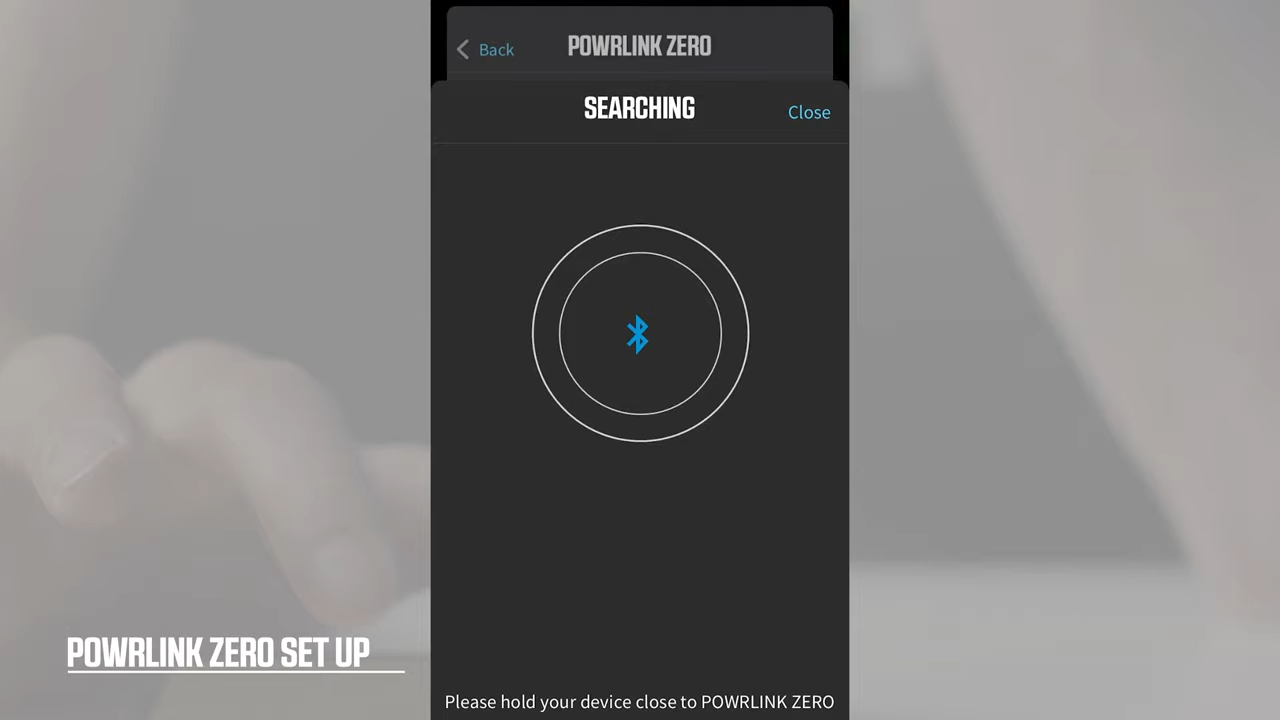 Back
POWRLINK ZERO
SEARCHING
Close
POWRLINK ZERO SET UP
Please hold your device close to POWRLINK ZERO